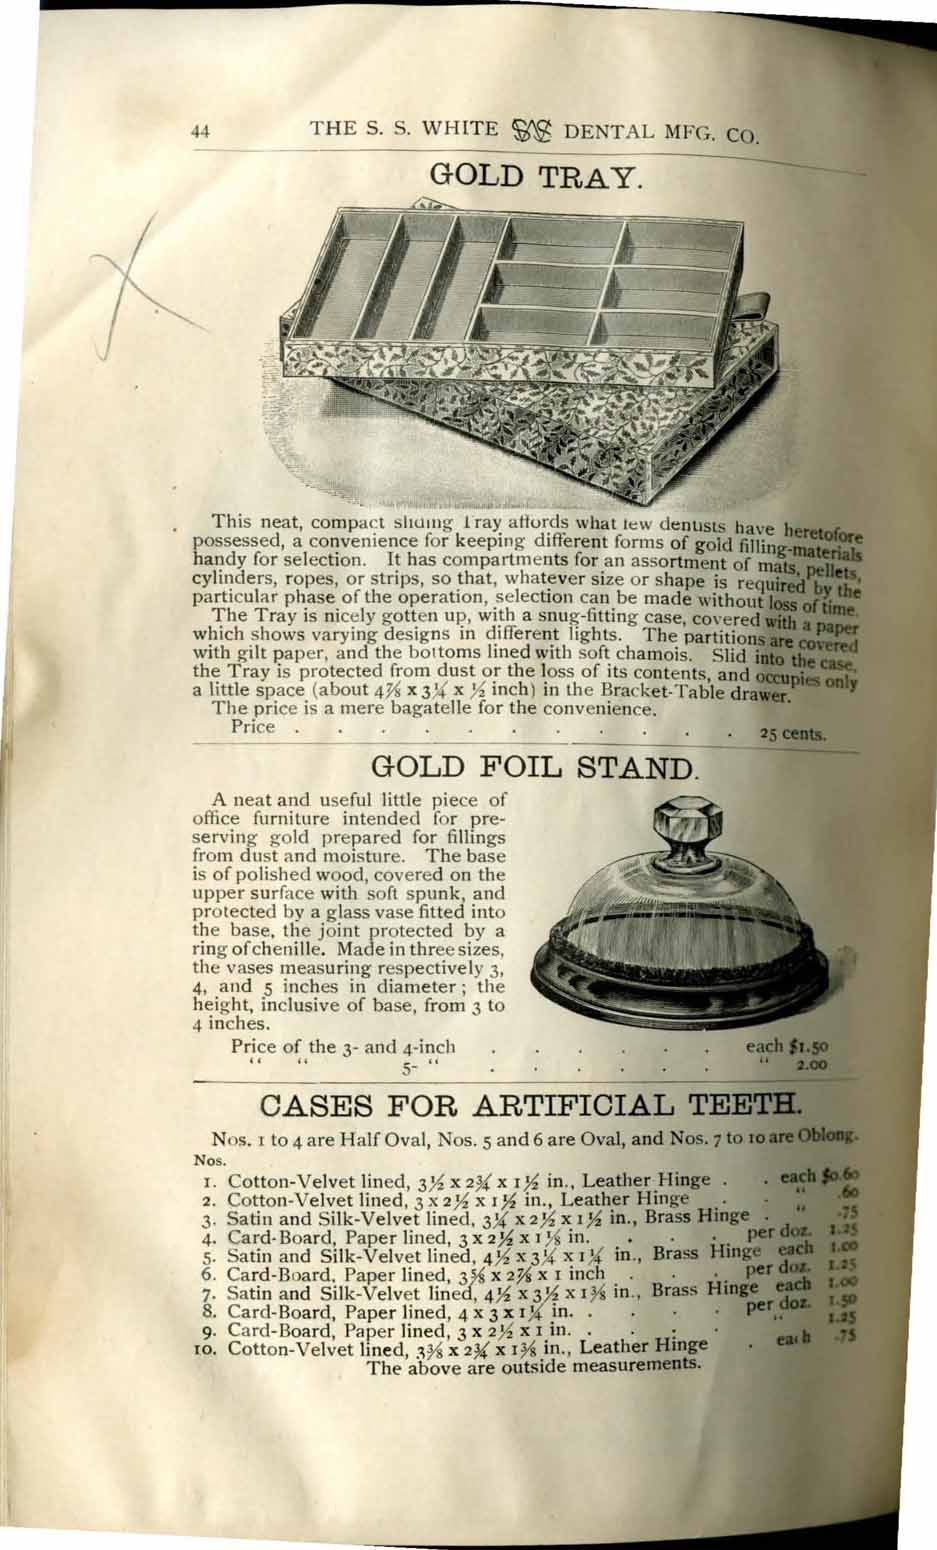 44 THE S. S. WHITE SSW DENTAL MFG. CO.
GOLD TRAY.
This neat, compact sliding Tray affords what few dentists have heretofore
possessed, a convenience for keeping different forms of gold filling-materials
handy for selection. It has compartments for an assortment of mats, pellets,
cylinders, ropes, or strips, so that, whatever size or shape is required by the
particular phase of the operation, selection can be made without loss of time.
The Tray is nicely gotten up, with a snug-fitting case, covered with a paper
which shows varying designs in different lights. The partitions are covered
with gilt paper, and the bottoms lined with soft chamois. Slid into the case,
the Tray is protected from dust or the loss of its contents, and occupies only
a little space (about 4⅞ x 3¼ x ½ inch) in the Bracket-Table drawer.
The price is a mere bagatelle for the convenience.
Price . . . . . . . . . . . 25 cents.
GOLD FOIL STAND.
A neat and useful little piece of
office furniture intended for pre-
serving gold prepared for fillings
from dust and moisture. The base
is of polished wood, covered on the
upper surface with soft spunk, and
protected by a glass vase fitted into
the base, the joint protected by a
ring of chenille. Made in three sizes,
the vases measuring respectively 3,
4, and 5 inches in diameter; the
height, inclusive of base, from 3 to
4 inches.
Price of the 3- and 4-inch . . . . . . each $1.50
" " 5- " . . . . . . " 2.00
CASES FOR ARTIFICIAL TEETH.
Nos. 1 to 4 are Half Oval, Nos. 5 and 6 are Oval, and Nos. 7 to 10 are Oblong.
Nos.
1. Cotton-Velvet lined, 3½ x 2¾ x 1½ in., Leather Hinge . . each $0.60
2. Cotton-Velvet lined, 3 x 2½ x 1½ in., Leather Hinge . . " .60
3. Satin and Silk-Velvet lined, 3¼ x 2½ x 1½ in., Brass Hinge . " .75
4. Card-Board, Paper lined, 3 x 2½ x 1⅛ in. . . . per doz. 1.25
5. Satin and Silk-Velvet lined, 4½ x 3¼ x 1¼ in., Brass Hinge each 1.00
6. Card-Board, Paper lined, 3⅝ x 2⅞ x 1 inch . . . per doz. 1.25
7. Satin and Silk-Velvet lined, 4½ x 3½ x 1⅜ in., Brass Hinge each 1.00
8. Card-Board, Paper lined, 4 x 3 x 1¼ in. . . . . per doz. 1.50
9. Card-Board, Paper lined, 3 x 2½ x 1 in. . . . . " 1.25
10. Cotton-Velvet lined, 3⅜ x 2¾ x 1⅜ in., Leather Hinge . each .75
The above are outside measurements.